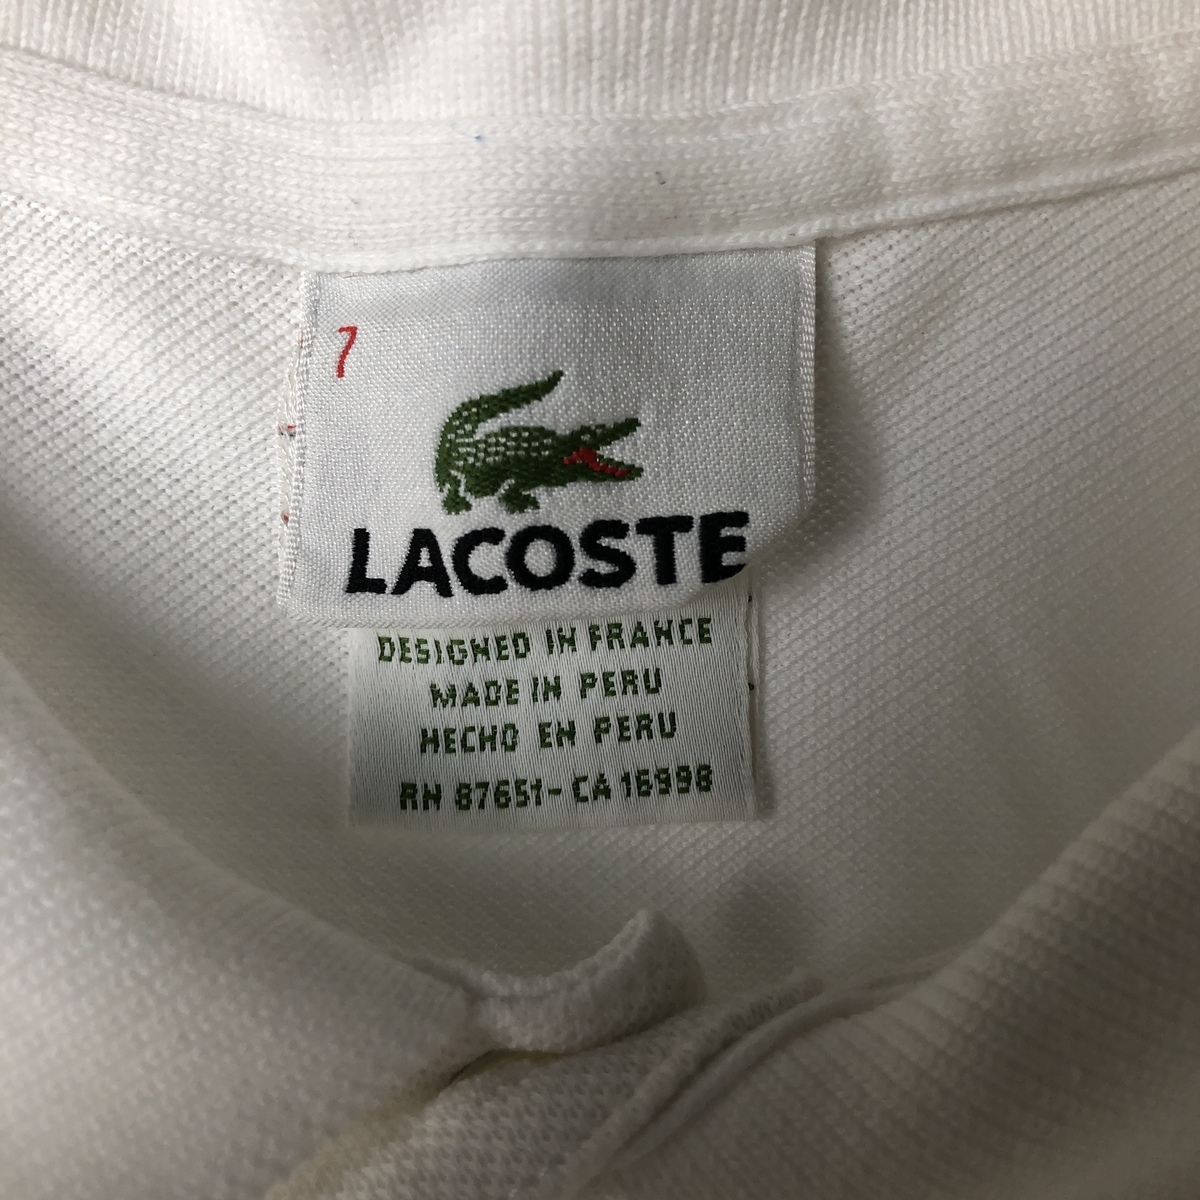 7
LACOSTE
DESIGNED IN FRANCE
MADE IN PERU
HECHO EN PERU
RN 87651- CA 16998